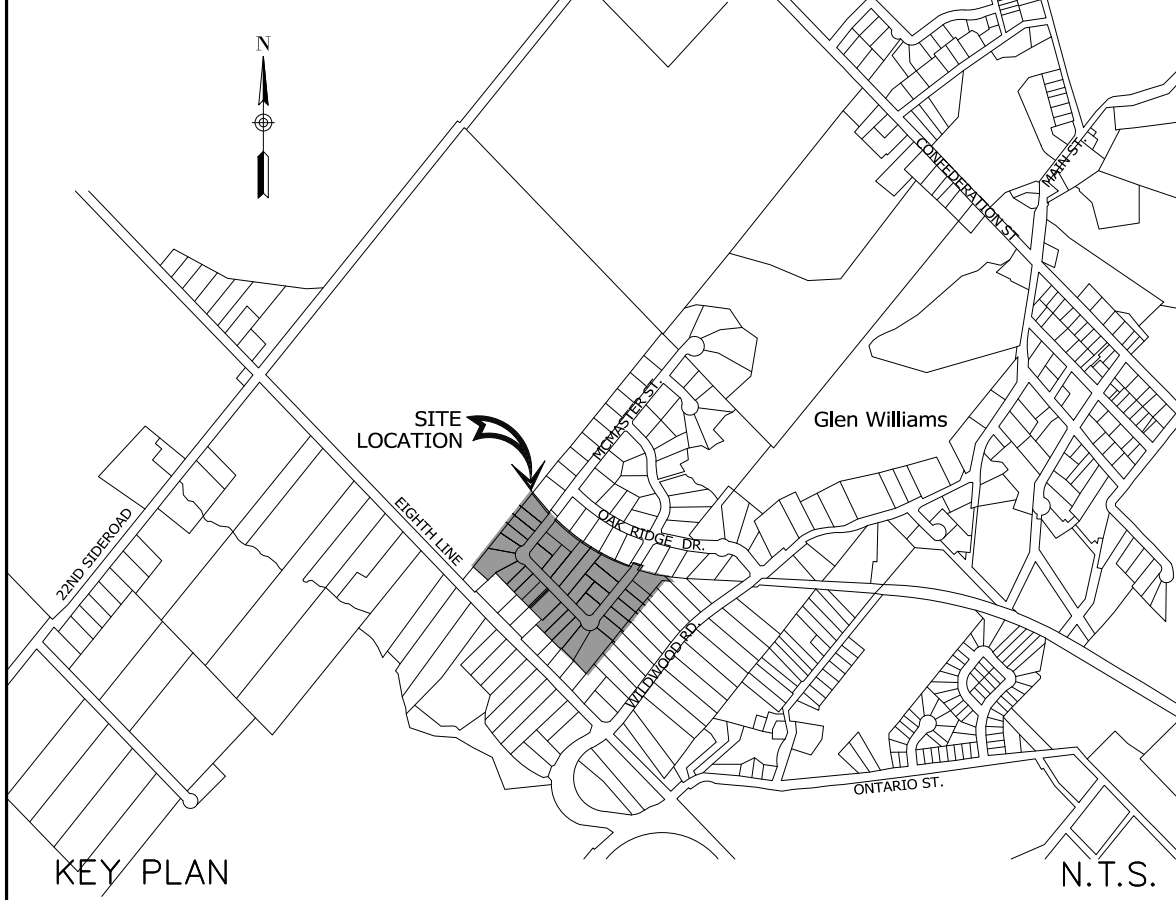 N
CONFEDERATION ST
MAIN ST.
SITE
LOCATION
MCMASTER ST.
Glen Williams
EIGHTH LINE
OAK RIDGE DR.
22ND SIDEROAD
WILDWOOD RD.
ONTARIO ST.
KEY PLAN
N.T.S.